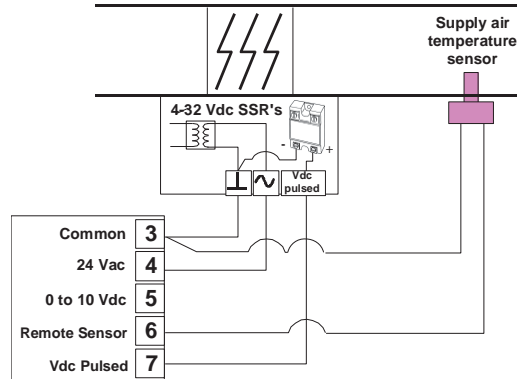 Supply air
temperature
sensor
4-32 Vdc SSR's
- +
Vdc
pulsed
Common 3
24 Vac 4
0 to 10 Vdc 5
Remote Sensor 6
Vdc Pulsed 7